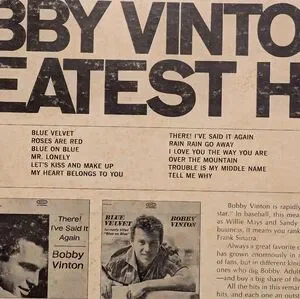 BBY VINTO
EATEST H
BLUE VELVET
ROSES ARE RED
BLUE ON BLUE
MR. LONELY
LET'S KISS AND MAKE UP
MY HEART BELONGS TO YOU
THERE! I'VE SAID IT AGAIN
RAIN RAIN GO AWAY
I LOVE YOU THE WAY YOU ARE
OVER THE MOUNTAIN
TROUBLE IS MY MIDDLE NAME
TELL ME WHY
There!
I've Said It
Again
Bobby
Vinton
BLUE
VELVET
BOBBY
VINTON
Bobby Vinton is rapidly
star." In baseball, this mea
as Willie Mays and Sandy
business, It means you rank
Frank Sinatra.
Always a great favorite
has grown enormously in
of fans, but in different kind
ones who dig Bobby. Adul
and buy a big share of
All the hits in this remar
hits, and each one an